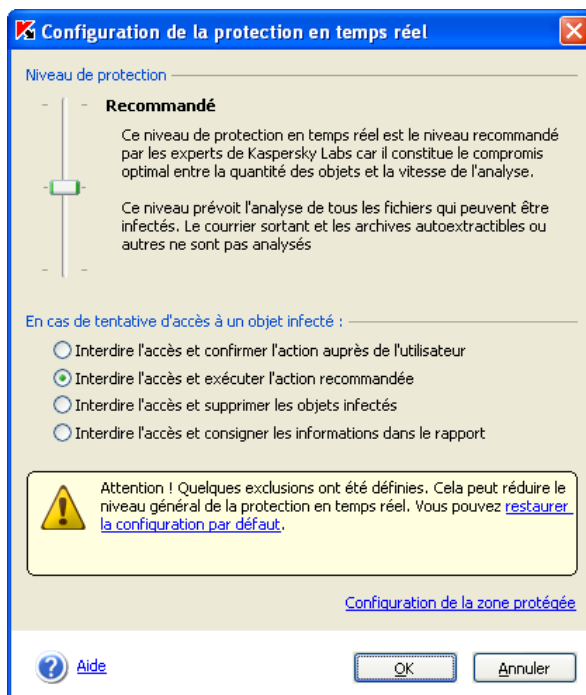 Configuration de la protection en temps réel
Niveau de protection
Recommandé
Ce niveau de protection en temps réel est le niveau recommandé
par les experts de Kaspersky Labs car il constitue le compromis
optimal entre la quantité des objets et la vitesse de l'analyse.
Ce niveau prévoit l'analyse de tous les fichiers qui peuvent être
infectés. Le courrier sortant et les archives autoextractibles ou
autres ne sont pas analysés
En cas de tentative d'accès à un objet infecté :
Interdire l'accès et confirmer l'action auprès de l'utilisateur
Interdire l'accès et exécuter l'action recommandée
Interdire l'accès et supprimer les objets infectés
Interdire l'accès et consigner les informations dans le rapport
Attention ! Quelques exclusions ont été définies. Cela peut réduire le
niveau général de la protection en temps réel. Vous pouvez restaurer
la configuration par défaut.
Configuration de la zone protégée
Aide
OK
Annuler